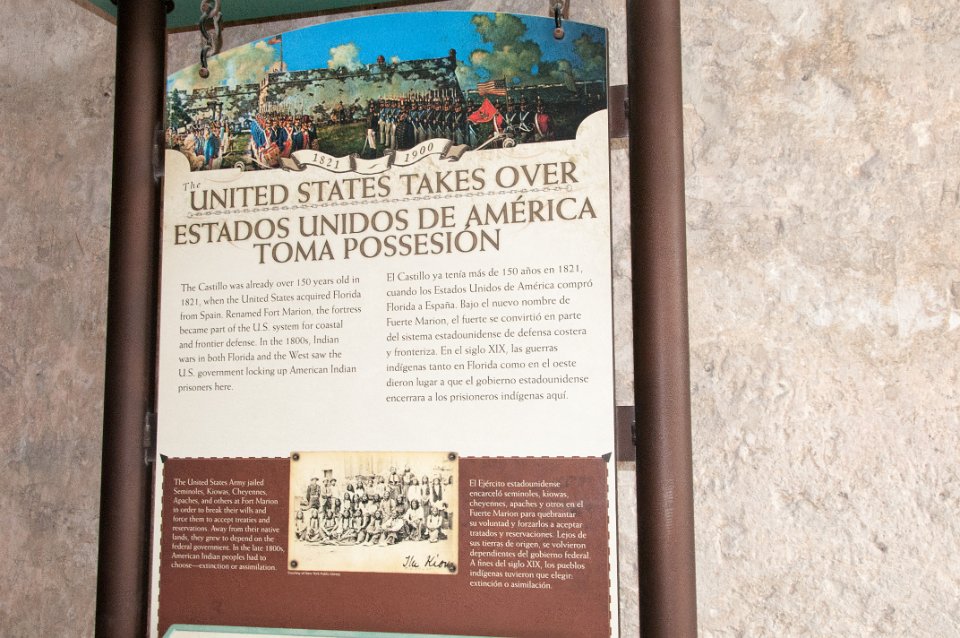 1821 1900
The
UNITED STATES TAKES OVER
ESTADOS UNIDOS DE AMÉRICA
TOMA POSSESIÓN
The Castillo was already over 150 years old in
1821, when the United States acquired Florida
from Spain. Renamed Fort Marion, the fortress
became part of the U.S. system for coastal
and frontier defense. In the 1800s, Indian
wars in both Florida and the West saw the
U.S. government locking up American Indian
prisoners here.
El Castillo ya tenía más de 150 años en 1821,
cuando los Estados Unidos de América compró
Florida a España. Bajo el nuevo nombre de
Fuerte Marion, el fuerte se convirtió en parte
del sistema estadounidense de defensa costera
y fronteriza. En el siglo XIX, las guerras
indígenas tanto en Florida como en el oeste
dieron lugar a que el gobierno estadounidense
encerrara a los prisioneros indígenas aquí.
The United States Army jailed
Seminoles, Kiowas, Cheyennes,
Apaches, and others at Fort Marion
in order to break their wills and
force them to accept treaties and
reservations. Away from their native
lands, they grew to depend on the
federal government. In the late 1800s,
American Indian peoples had to
choose—extinction or assimilation.
El Ejército estadounidense
encarceló seminoles, kiowas,
cheyennes, apaches y otros en el
Fuerte Marion para quebrantar
su voluntad y forzarlos a aceptar
tratados y reservaciones. Lejos de
sus tierras de origen, se volvieron
dependientes del gobierno federal.
A fines del siglo XIX, los pueblos
indígenas tuvieron que elegir:
extinción o asimilación.